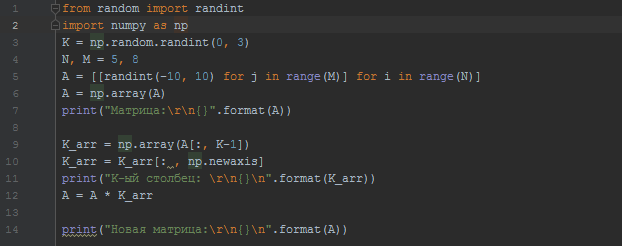 1 from random import randint
2 import numpy as np
3 K = np.random.randint(0, 3)
4 N, M = 5, 8
5 A = [[randint(-10, 10) for j in range(M)] for i in range(N)]
6 A = np.array(A)
7 print("Матрица:\r\n{}".format(A))
8
9 K_arr = np.array(A[:, K-1])
10 K_arr = K_arr[: , np.newaxis]
11 print("К-ый столбец: \r\n{}\n".format(K_arr))
12 A = A * K_arr
13
14 print("Новая матрица:\r\n{}\n".format(A))